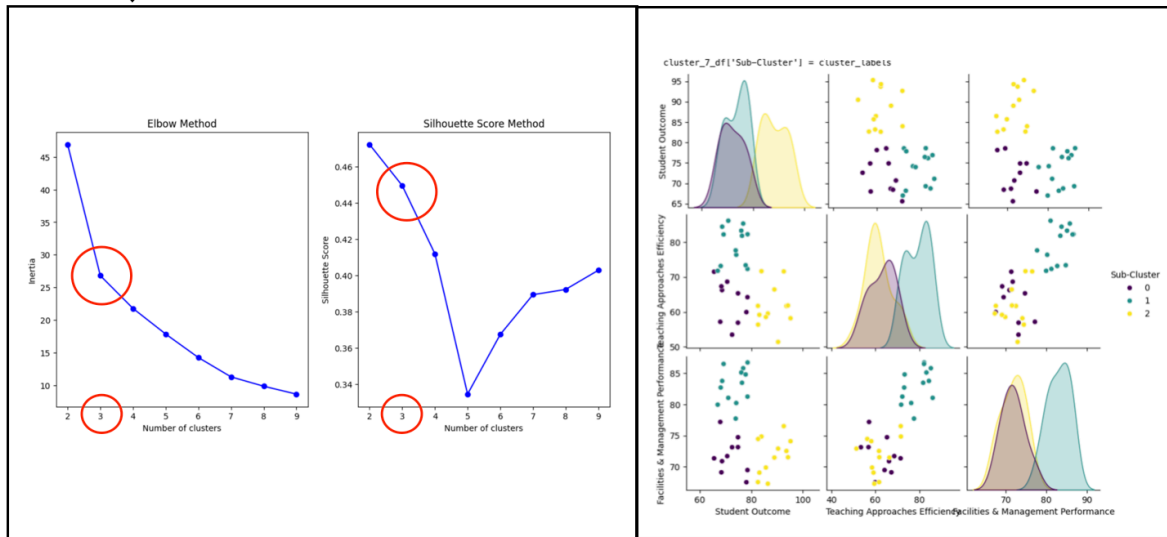 Elbow Method
Inertia
45
40
35
30
25
20
15
10
2 3 4 5 6 7 8 9
Number of clusters
Silhouette Score Method
Silhouette Score
0.46
0.44
0.42
0.40
0.38
0.36
0.34
2 3 4 5 6 7 8 9
Number of clusters
cluster_7_df['Sub-Cluster'] = cluster_labels
Student Outcome
95
90
85
80
75
70
65
Teaching Approaches Efficiency
80
70
60
50
Facilities & Management Performance
85
80
75
70
60 80 100
Student Outcome
40 60 80
Teaching Approaches Efficiency
70 80 90
Facilities & Management Performance
Sub-Cluster
0
1
2